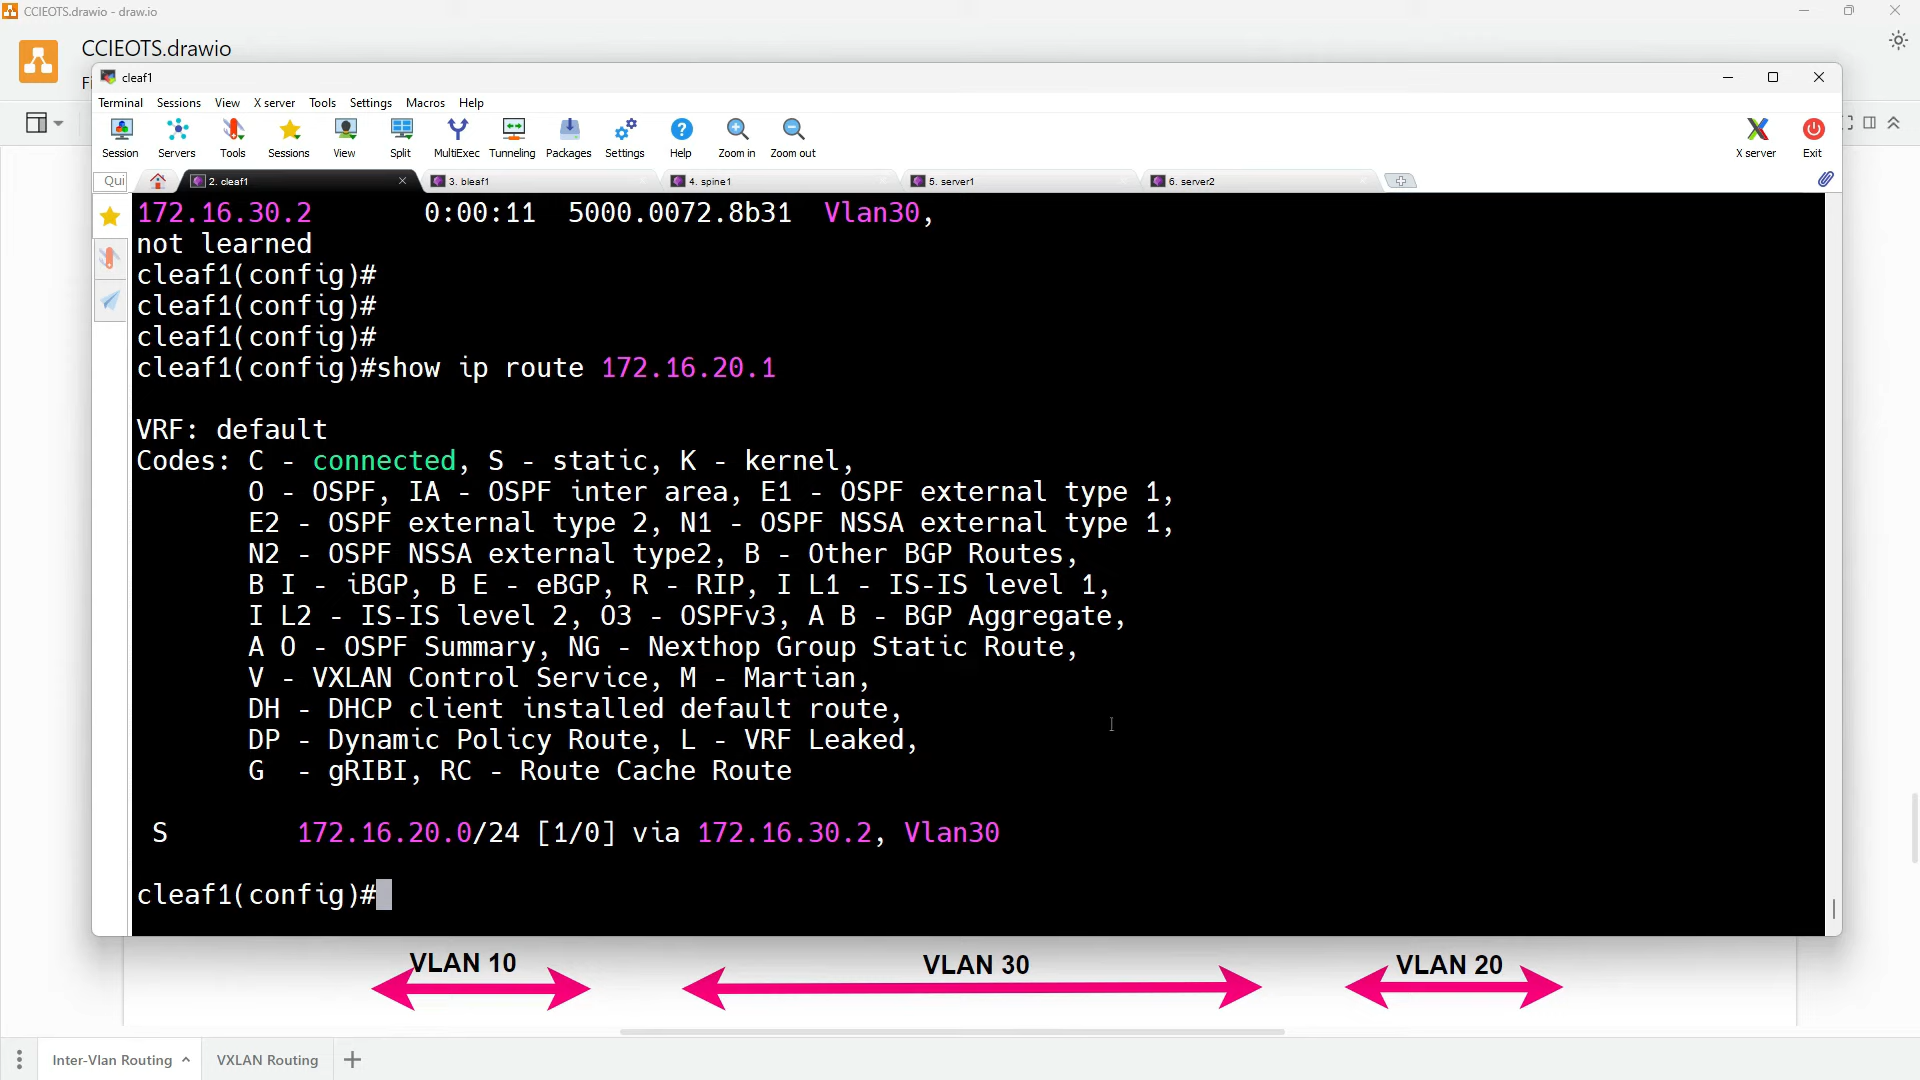 CCIEOTS.drawio - draw.io
CCIEOTS.drawio
cleaf1
Terminal Sessions View X server Tools Settings Macros Help
Session Servers Tools Sessions View Split MultiExec Tunneling Packages Settings Help Zoom in Zoom out X server Exit
Qui 2. cleaf1 3. bleaf1 4. spine1 5. server1 6. server2
172.16.30.2 0:00:11 5000.0072.8b31 Vlan30,
not learned
cleaf1(config)#
cleaf1(config)#
cleaf1(config)#
cleaf1(config)#show ip route 172.16.20.1
VRF: default
Codes: C - connected, S - static, K - kernel,
O - OSPF, IA - OSPF inter area, E1 - OSPF external type 1,
E2 - OSPF external type 2, N1 - OSPF NSSA external type 1,
N2 - OSPF NSSA external type2, B - Other BGP Routes,
B I - iBGP, B E - eBGP, R - RIP, I L1 - IS-IS level 1,
I L2 - IS-IS level 2, O3 - OSPFv3, A B - BGP Aggregate,
A O - OSPF Summary, NG - Nexthop Group Static Route,
V - VXLAN Control Service, M - Martian,
DH - DHCP client installed default route,
DP - Dynamic Policy Route, L - VRF Leaked,
G - gRIBI, RC - Route Cache Route
S 172.16.20.0/24 [1/0] via 172.16.30.2, Vlan30
cleaf1(config)#
VLAN 10 VLAN 30 VLAN 20
Inter-Vlan Routing VXLAN Routing